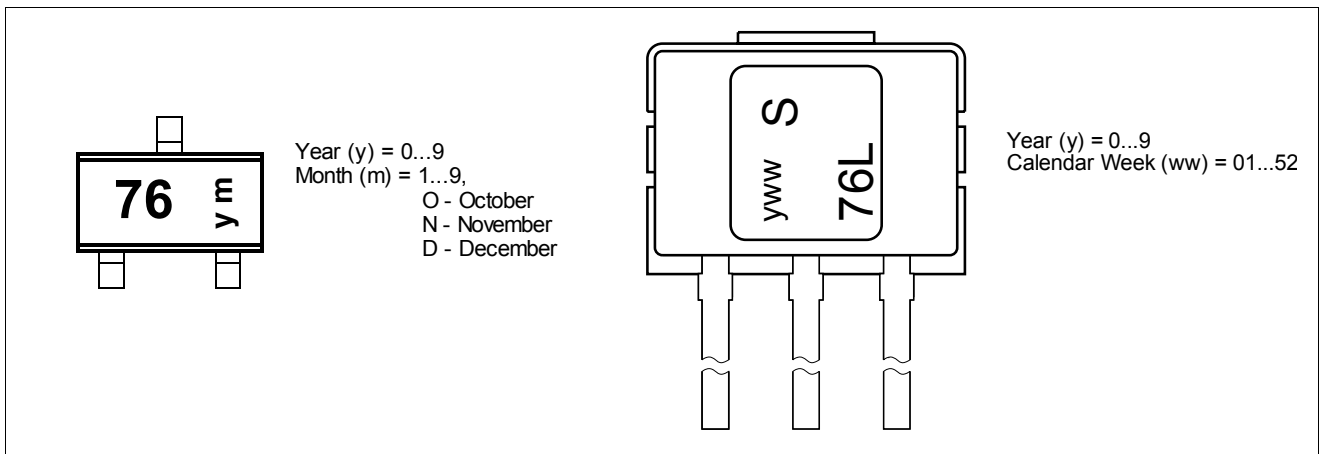 76
y m
Year (y) = 0...9
Month (m) = 1...9,
O - October
N - November
D - December
yww
S
76L
Year (y) = 0...9
Calendar Week (ww) = 01...52